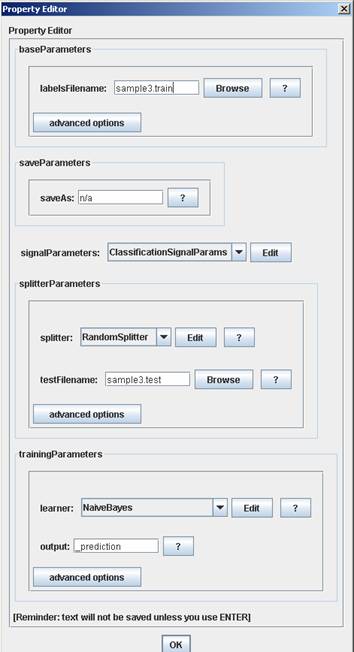 Property Editor
Property Editor
baseParameters
labelsFilename: sample3.train Browse ?
advanced options
saveParameters
saveAs: n/a ?
signalParameters: ClassificationSignalParams Edit
splitterParameters
splitter: RandomSplitter Edit ?
testFilename: sample3.test Browse ?
advanced options
trainingParameters
learner: NaiveBayes Edit ?
output: _prediction ?
advanced options
[Reminder: text will not be saved unless you use ENTER]
OK